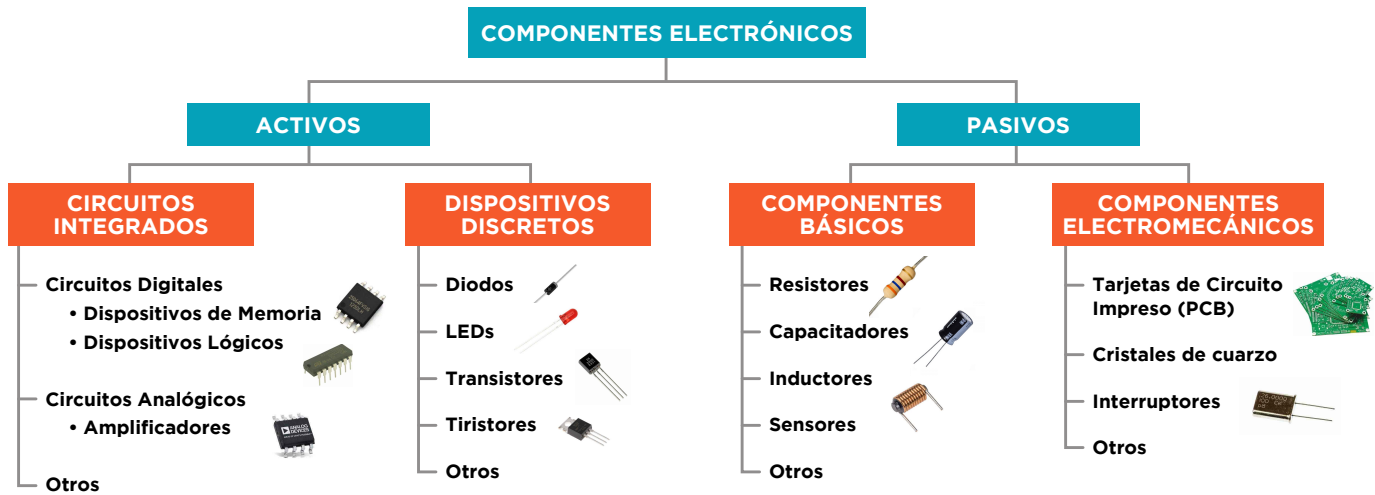 COMPONENTES ELECTRÓNICOS
ACTIVOS
PASIVOS
CIRCUITOS
INTEGRADOS
DISPOSITIVOS
DISCRETOS
COMPONENTES
BÁSICOS
COMPONENTES
ELECTROMECÁNICOS
Circuitos Digitales
• Dispositivos de Memoria
• Dispositivos Lógicos
Circuitos Analógicos
• Amplificadores
ANALOG
DEVICES
Otros
Diodos
LEDs
Transistores
Tiristores
Otros
Resistores
Capacitadores
Inductores
Sensores
Otros
Tarjetas de Circuito
Impreso (PCB)
Cristales de cuarzo
Interruptores
Otros